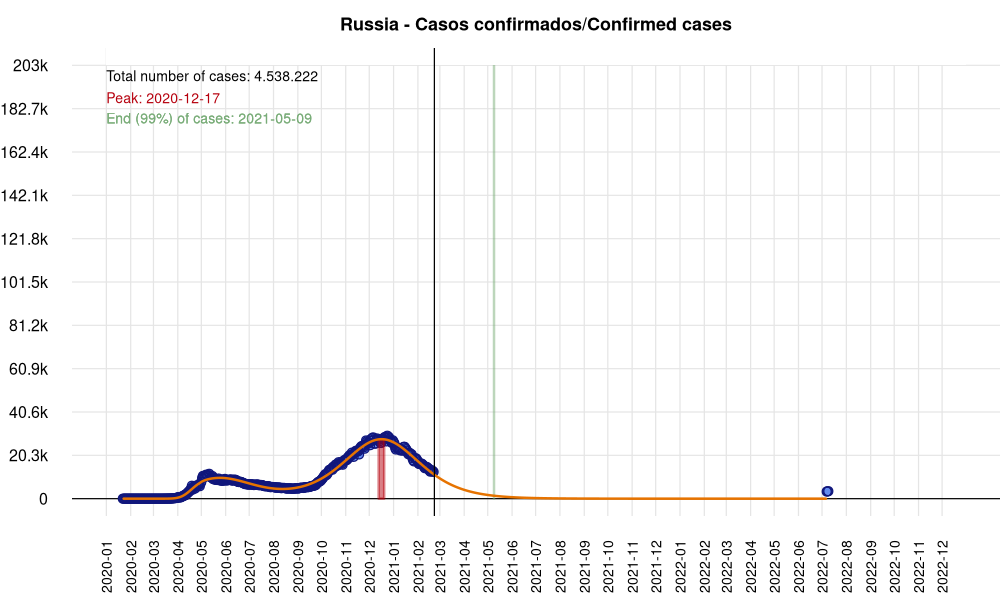 Russia - Casos confirmados/Confirmed cases
203k
Total number of cases: 4.538.222
Peak: 2020-12-17
182.7k
End (99%) of cases: 2021-05-09
162.4k
142.1k
121.8k
101.5k
81.2k
60.9k
40.6k
20.3k
0
2020-01
2020-02
2020-03
2020-04
2020-05
2020-06
2020-07
2020-08
2020-09
2020-10
2020-11
2020-12
2021-01
2021-02
2021-03
2021-04
2021-05
2021-06
2021-07
2021-08
2021-09
2021-10
2021-11
2021-12
2022-01
2022-02
2022-03
2022-04
2022-05
2022-06
2022-07
2022-08
2022-09
2022-10
2022-11
2022-12